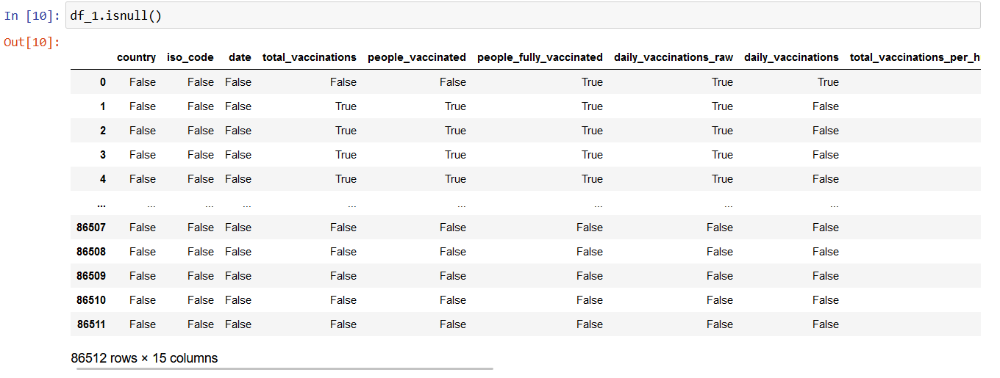 In [10]: df_1.isnull()
Out[10]:
country iso_code date total_vaccinations people_vaccinated people_fully_vaccinated daily_vaccinations_raw daily_vaccinations total_vaccinations_per_h
0 False False False False False True True True
1 False False False True True True True False
2 False False False True True True True False
3 False False False True True True True False
4 False False False True True True True False
... ... ... ... ... ... ... ... ...
86507 False False False False False False False False
86508 False False False False False False False False
86509 False False False False False False False False
86510 False False False False False False False False
86511 False False False False False False False False
86512 rows × 15 columns